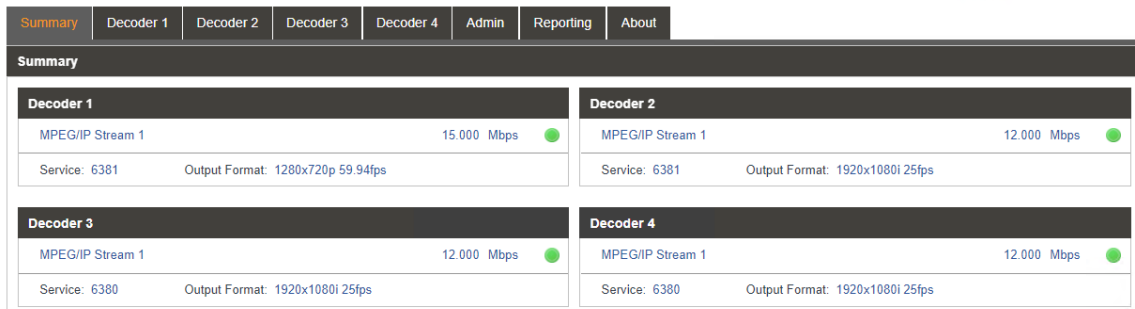 Summary Decoder 1 Decoder 2 Decoder 3 Decoder 4 Admin Reporting About
Summary
Decoder 1
MPEG/IP Stream 1 15.000 Mbps
Service: 6381 Output Format: 1280x720p 59.94fps
Decoder 2
MPEG/IP Stream 1 12.000 Mbps
Service: 6381 Output Format: 1920x1080i 25fps
Decoder 3
MPEG/IP Stream 1 12.000 Mbps
Service: 6380 Output Format: 1920x1080i 25fps
Decoder 4
MPEG/IP Stream 1 12.000 Mbps
Service: 6380 Output Format: 1920x1080i 25fps